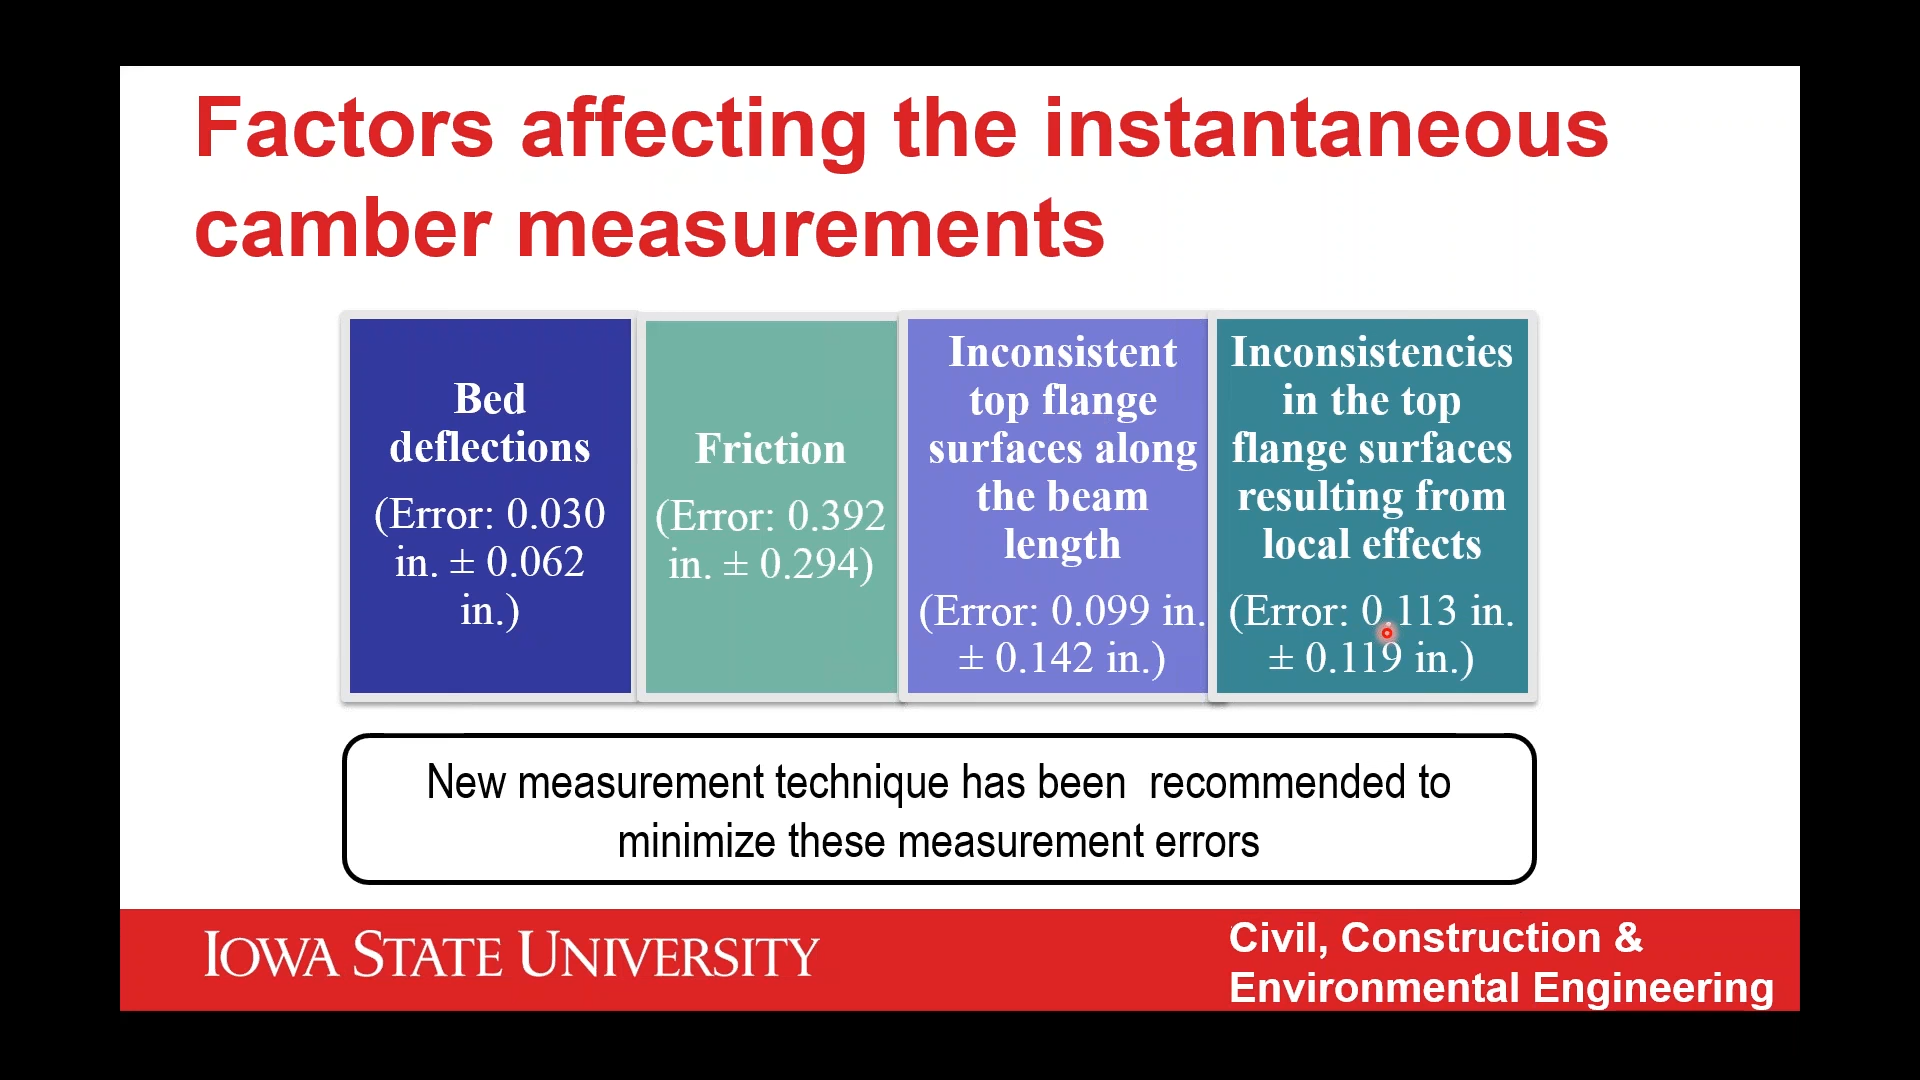 Factors affecting the instantaneous
camber measurements
Bed
deflections
(Error: 0.030
in. ± 0.062
in.)
Friction
(Error: 0.392
in. ± 0.294)
Inconsistent
top flange
surfaces along
the beam
length
(Error: 0.099 in.
± 0.142 in.)
Inconsistencies
in the top
flange surfaces
resulting from
local effects
(Error: 0.113 in.
± 0.119 in.)
New measurement technique has been  recommended to
minimize these measurement errors
IOWA STATE UNIVERSITY
Civil, Construction &
Environmental Engineering